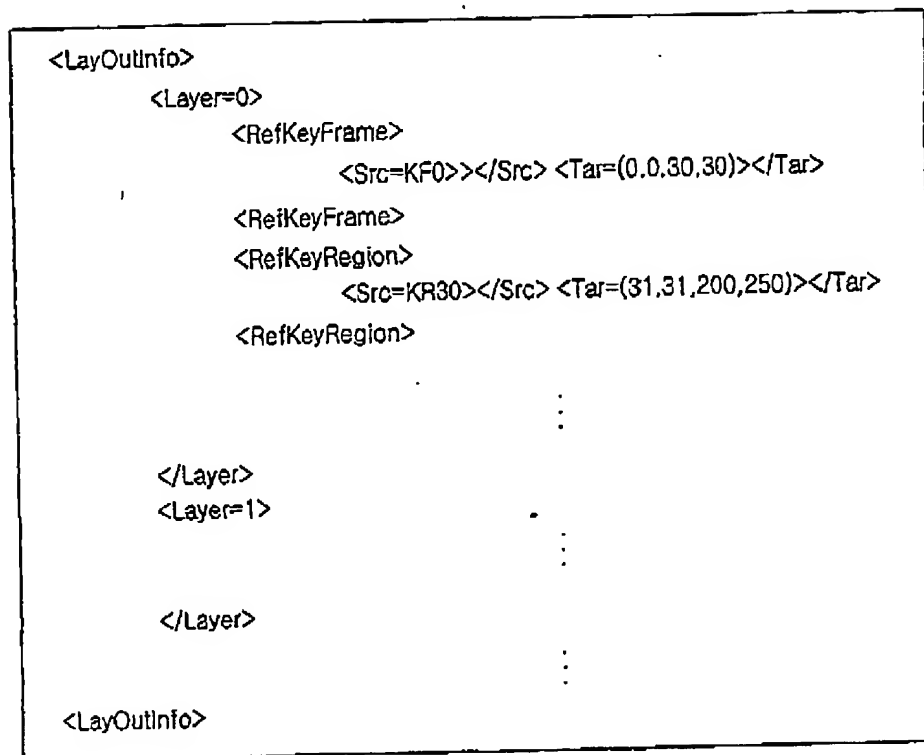 <LayOutInfo>
<Layer=0>
<RefKeyFrame>
<Src=KF0>></Src> <Tar=(0.0,30,30)></Tar>
<RefKeyFrame>
<RefKeyRegion>
<Src=KR30></Src> <Tar=(31,31,200,250)></Tar>
<RefKeyRegion>
</Layer>
<Layer=1>
</Layer>
<LayOutInfo>